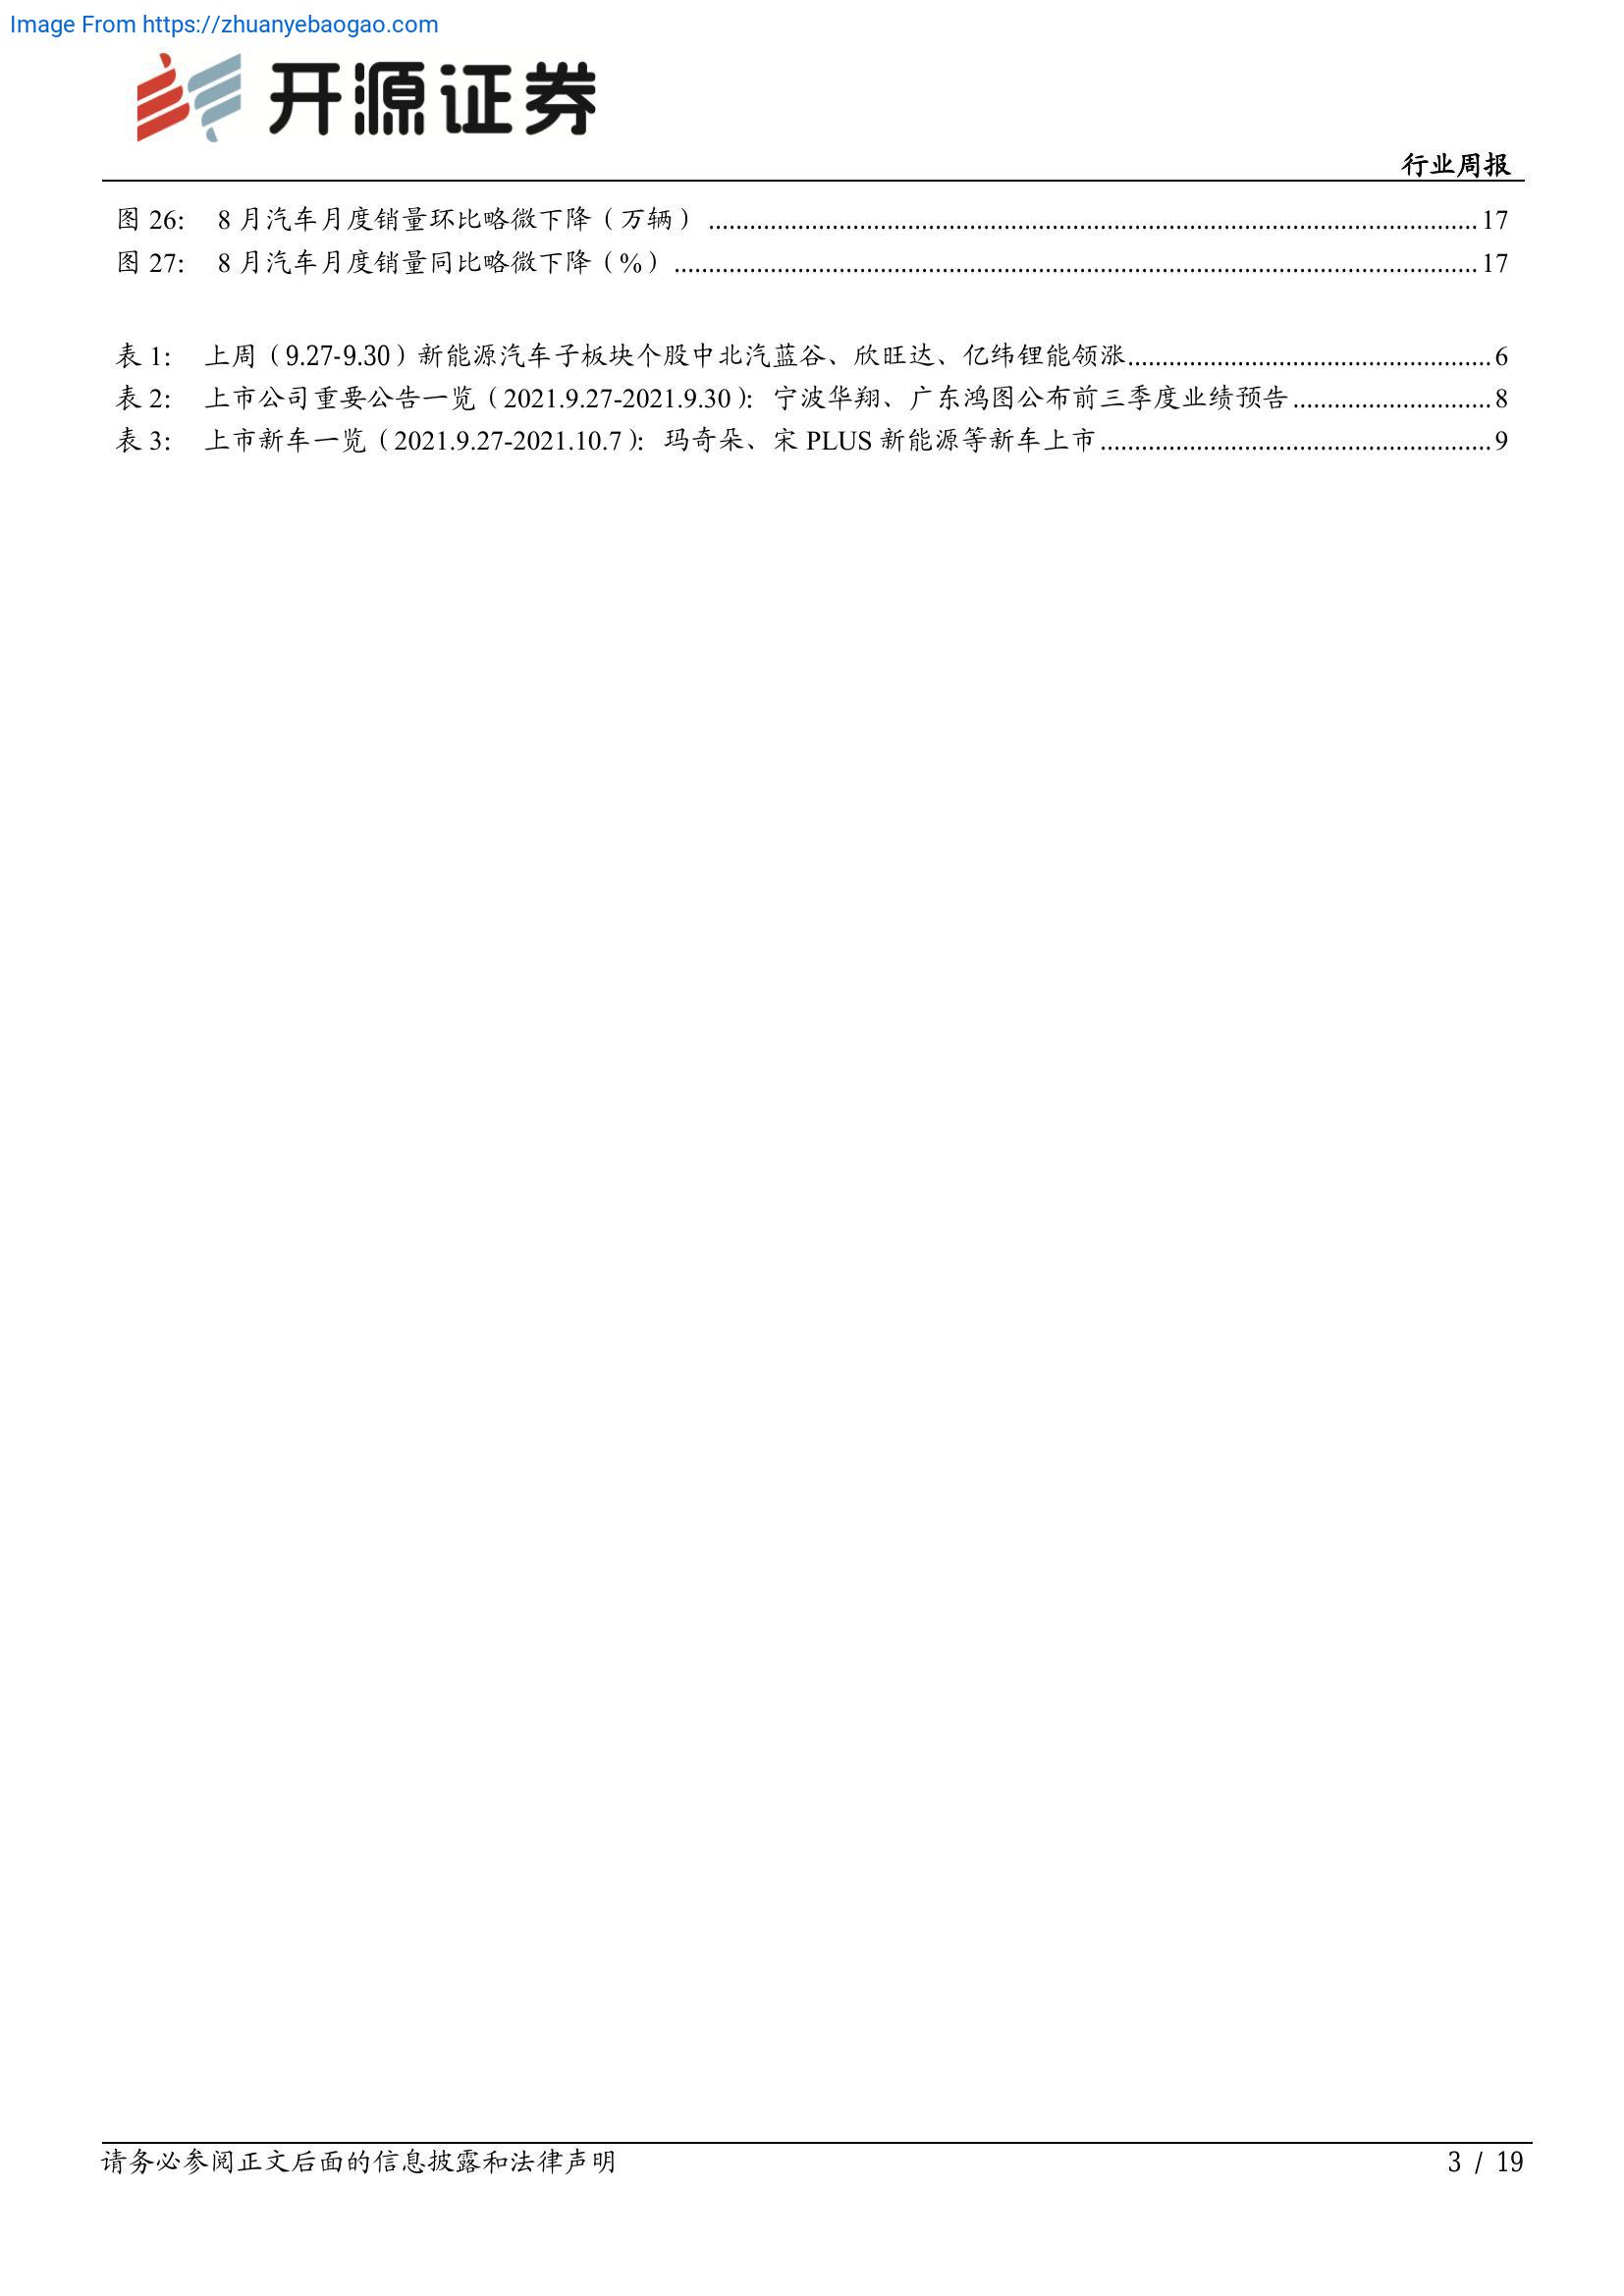 Image From https://zhuanyebaogao.com
开源证券
行业周报
图 26： 8 月汽车月度销量环比略微下降（万辆） ........................................................................................................ 17
图 27： 8 月汽车月度销量同比略微下降（%） ........................................................................................................ 17
表 1： 上周（9.27-9.30）新能源汽车子板块个股中北汽蓝谷、欣旺达、亿纬锂能领涨.................................................... 6
表 2： 上市公司重要公告一览（2021.9.27-2021.9.30）：宁波华翔、广东鸿图公布前三季度业绩预告............................. 8
表 3： 上市新车一览（2021.9.27-2021.10.7）：玛奇朵、宋 PLUS 新能源等新车上市......................................................... 9
请务必参阅正文后面的信息披露和法律声明
3 / 19